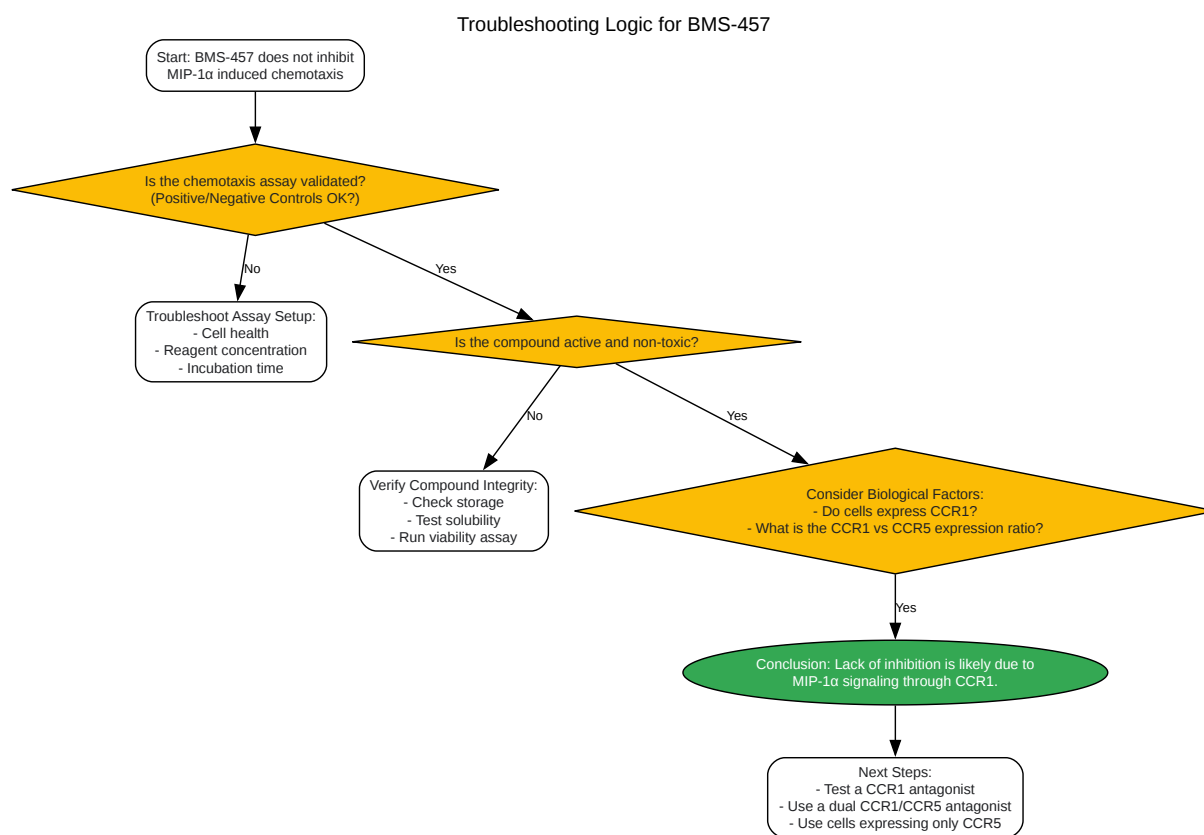 Troubleshooting Logic for BMS-457
Start: BMS-457 does not inhibit
MIP-1α induced chemotaxis
Is the chemotaxis assay validated?
(Positive/Negative Controls OK?)
No
Yes
Troubleshoot Assay Setup:
- Cell health
- Reagent concentration
- Incubation time
Is the compound active and non-toxic?
No
Yes
Verify Compound Integrity:
- Check storage
- Test solubility
- Run viability assay
Consider Biological Factors:
- Do cells express CCR1?
- What is the CCR1 vs CCR5 expression ratio?
Yes
Conclusion: Lack of inhibition is likely due to
MIP-1α signaling through CCR1.
Next Steps:
- Test a CCR1 antagonist
- Use a dual CCR1/CCR5 antagonist
- Use cells expressing only CCR5